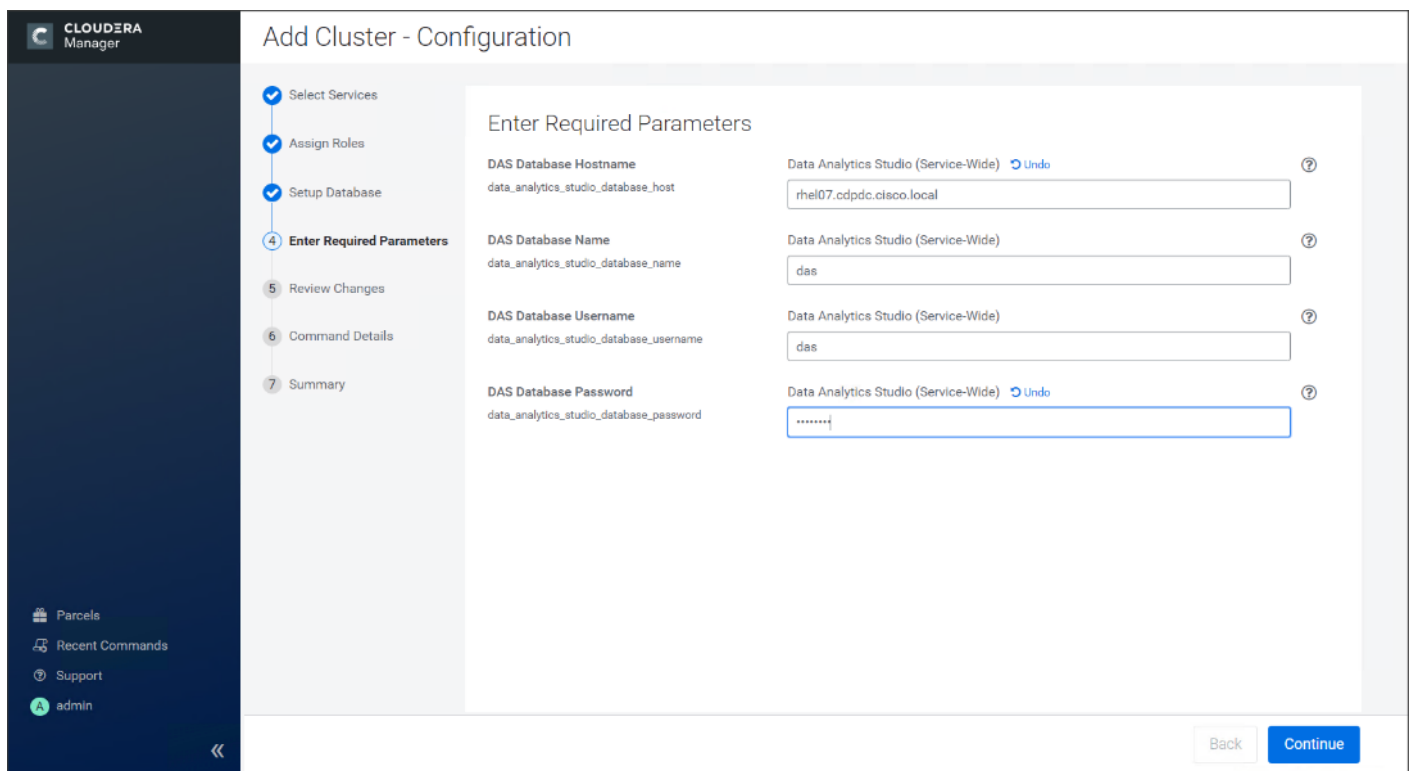 C CLOUDERA
Manager
Add Cluster - Configuration
Select Services
Assign Roles
Setup Database
4 Enter Required Parameters
5 Review Changes
6 Command Details
7 Summary
Enter Required Parameters
DAS Database Hostname
data_analytics_studio_database_host
Data Analytics Studio (Service-Wide) Undo
rhel07.cdpdc.cisco.local
DAS Database Name
data_analytics_studio_database_name
Data Analytics Studio (Service-Wide)
das
DAS Database Username
data_analytics_studio_database_username
Data Analytics Studio (Service-Wide)
das
DAS Database Password
data_analytics_studio_database_password
Data Analytics Studio (Service-Wide) Undo
••••••••
Parcels
Recent Commands
Support
A admin
Back Continue